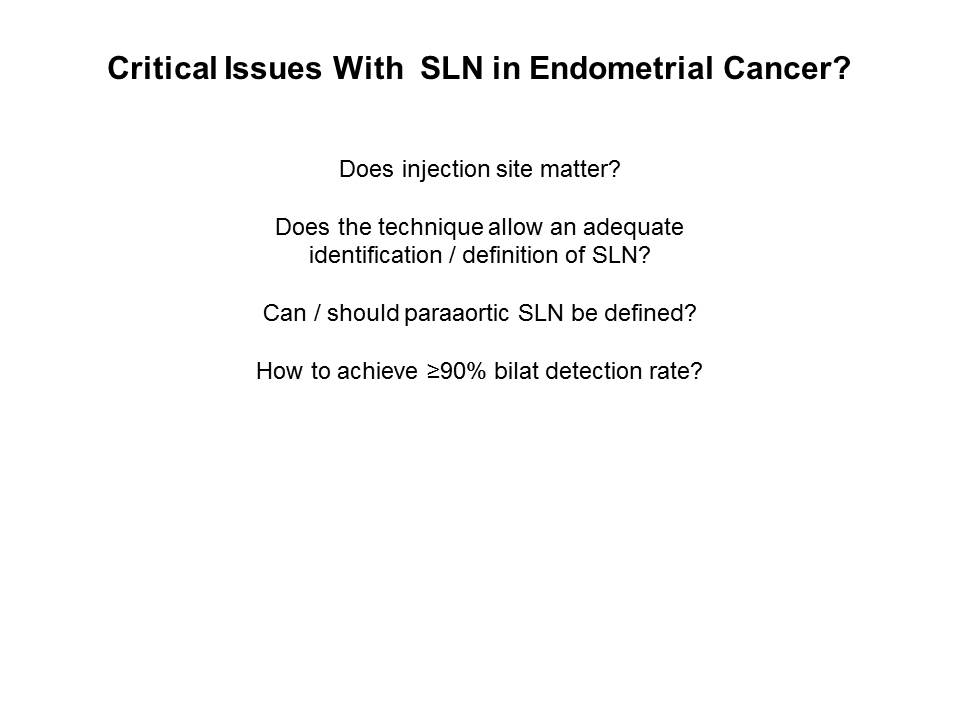 Critical Issues With SLN in Endometrial Cancer?
Does injection site matter?
Does the technique allow an adequate
identification / definition of SLN?
Can / should paraaortic SLN be defined?
How to achieve ≥90% bilat detection rate?